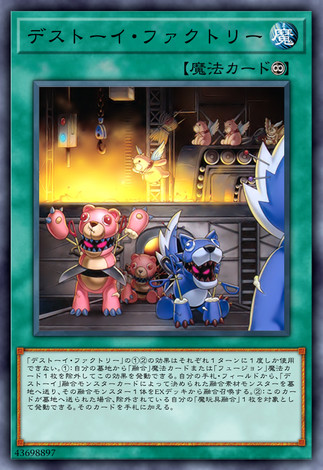 デストーイ・ファクトリー 魔
【魔法カード♾】
「デストーイ・ファクトリー」の①②の効果はそれぞれ1ターンに1度しか使用
できない。①：自分の墓地から「融合」魔法カードまたは「フュージョン」魔法カ
ード1枚を除外してこの効果を発動できる。自分の手札・フィールドから、「デス
トーイ」融合モンスターカードによって決められた融合素材モンスターを墓地
へ送り、その融合モンスター1体をEXデッキから融合召喚する。②：このカー
ドが墓地へ送られた場合、除外されている自分の「魔玩具融合」1枚を対象とし
て発動できる。そのカードを手札に加える。
43698897